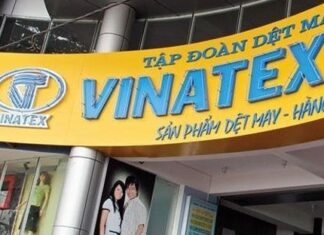 TẬP ĐOÀN DỆT MA
VINATEX
SẢN PHẨM DỆT MAY - HÀN
VINATEX